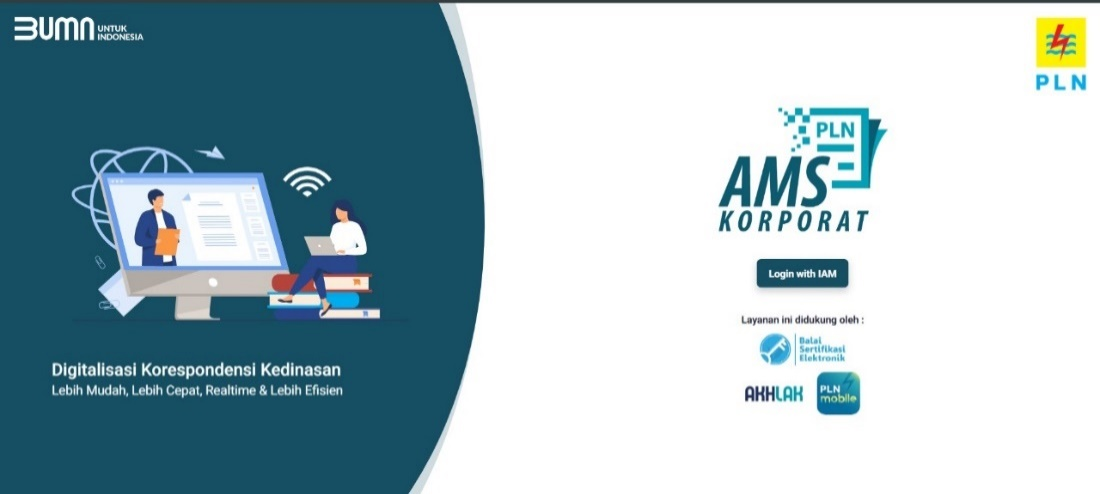 BUMN UNTUK
INDONESIA
PLN
Digitalisasi Korespondensi Kedinasan
Lebih Mudah, Lebih Cepat, Realtime & Lebih Efisien
PLN
AMS
KORPORAT
Login with IAM
Layanan ini didukung oleh :
Balai
Sertifikasi
Elektronik
AKHLAK
PLN
mobile